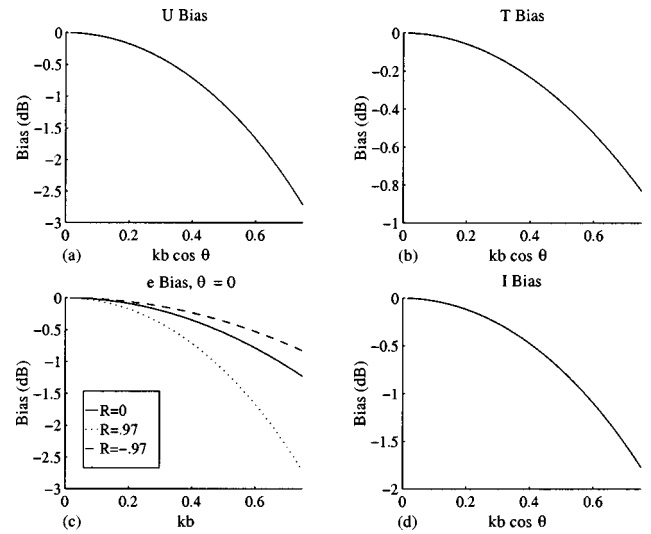 U Bias
0
−0.5
−1
−1.5
−2
−2.5
−3
Bias (dB)
0
0.2
0.4
0.6
kb cos θ
(a)
T Bias
0
−0.2
−0.4
−0.6
−0.8
−1
Bias (dB)
0
0.2
0.4
0.6
kb cos θ
(b)
e Bias, θ = 0
0
−0.5
−1
−1.5
−2
−2.5
−3
Bias (dB)
R=0
R=.97
R=−.97
0
0.2
0.4
0.6
kb
(c)
I Bias
0
−0.5
−1
−1.5
−2
Bias (dB)
0
0.2
0.4
0.6
kb cos θ
(d)